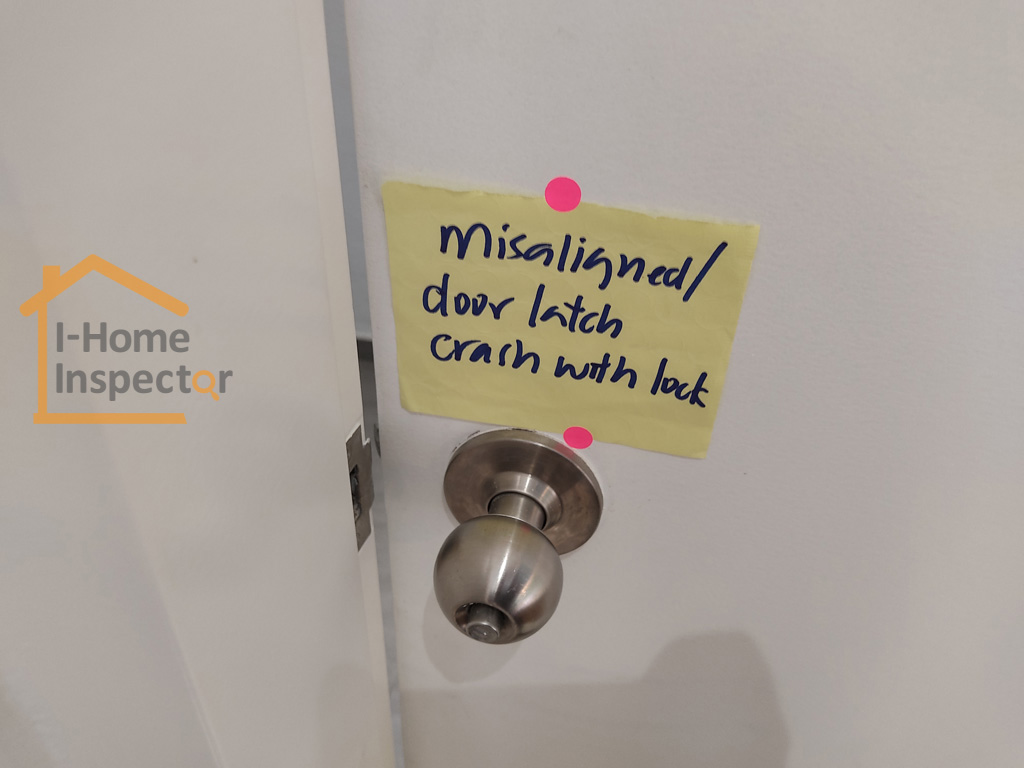 I-Home
Inspector
Misaligned/
door latch
crash with lock